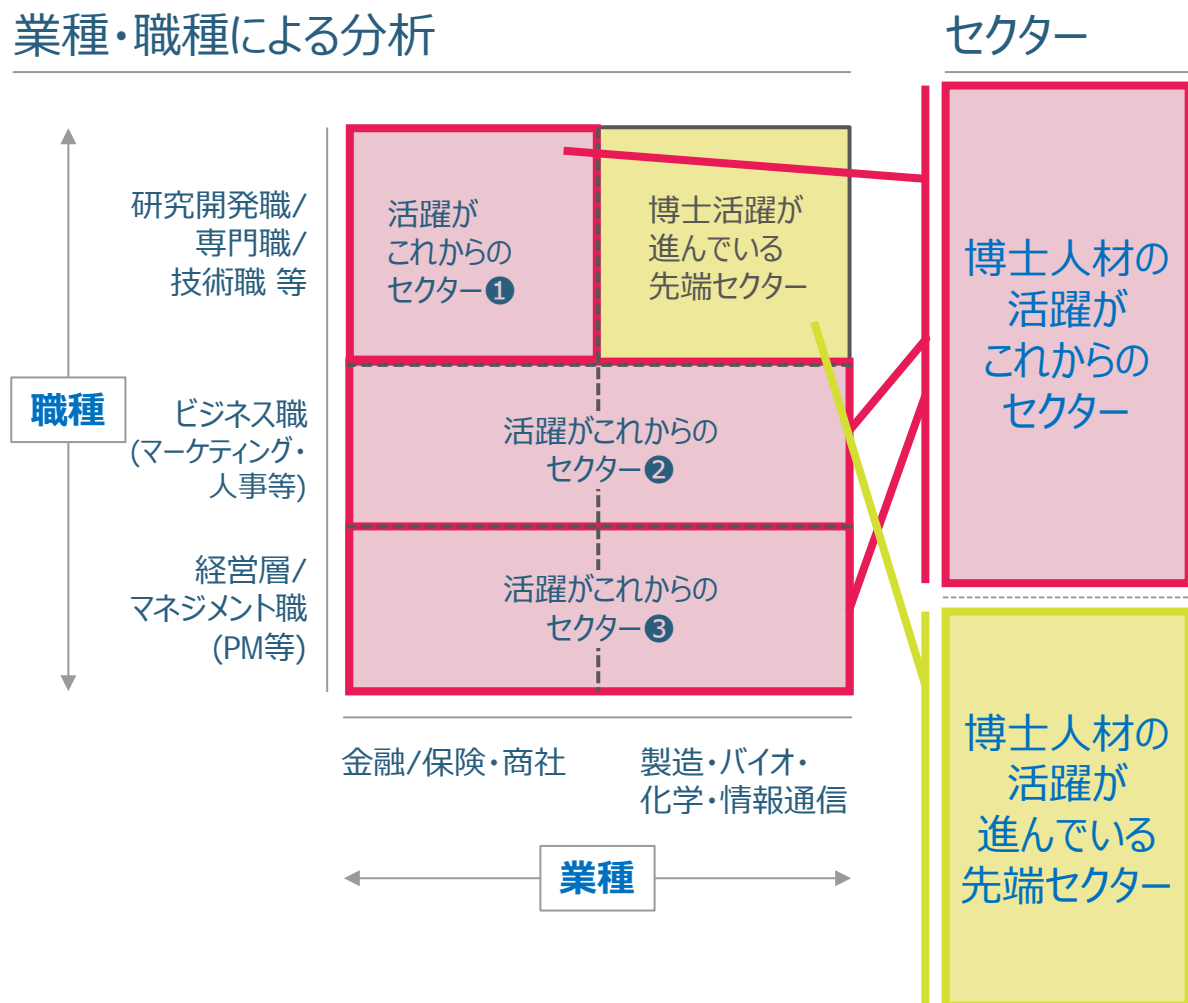 業種・職種による分析
セクター
研究開発職/
専門職/
技術職 等
活躍が
これからの
セクター❶
博士活躍が
進んでいる
先端セクター
職種
ビジネス職
(マーケティング・
人事等)
活躍がこれからの
セクター❷
経営層/
マネジメント職
(PM等)
活躍がこれからの
セクター❸
金融/保険・商社
製造・バイオ・
化学・情報通信
業種
博士人材の
活躍が
これからの
セクター
博士人材の
活躍が
進んでいる
先端セクター